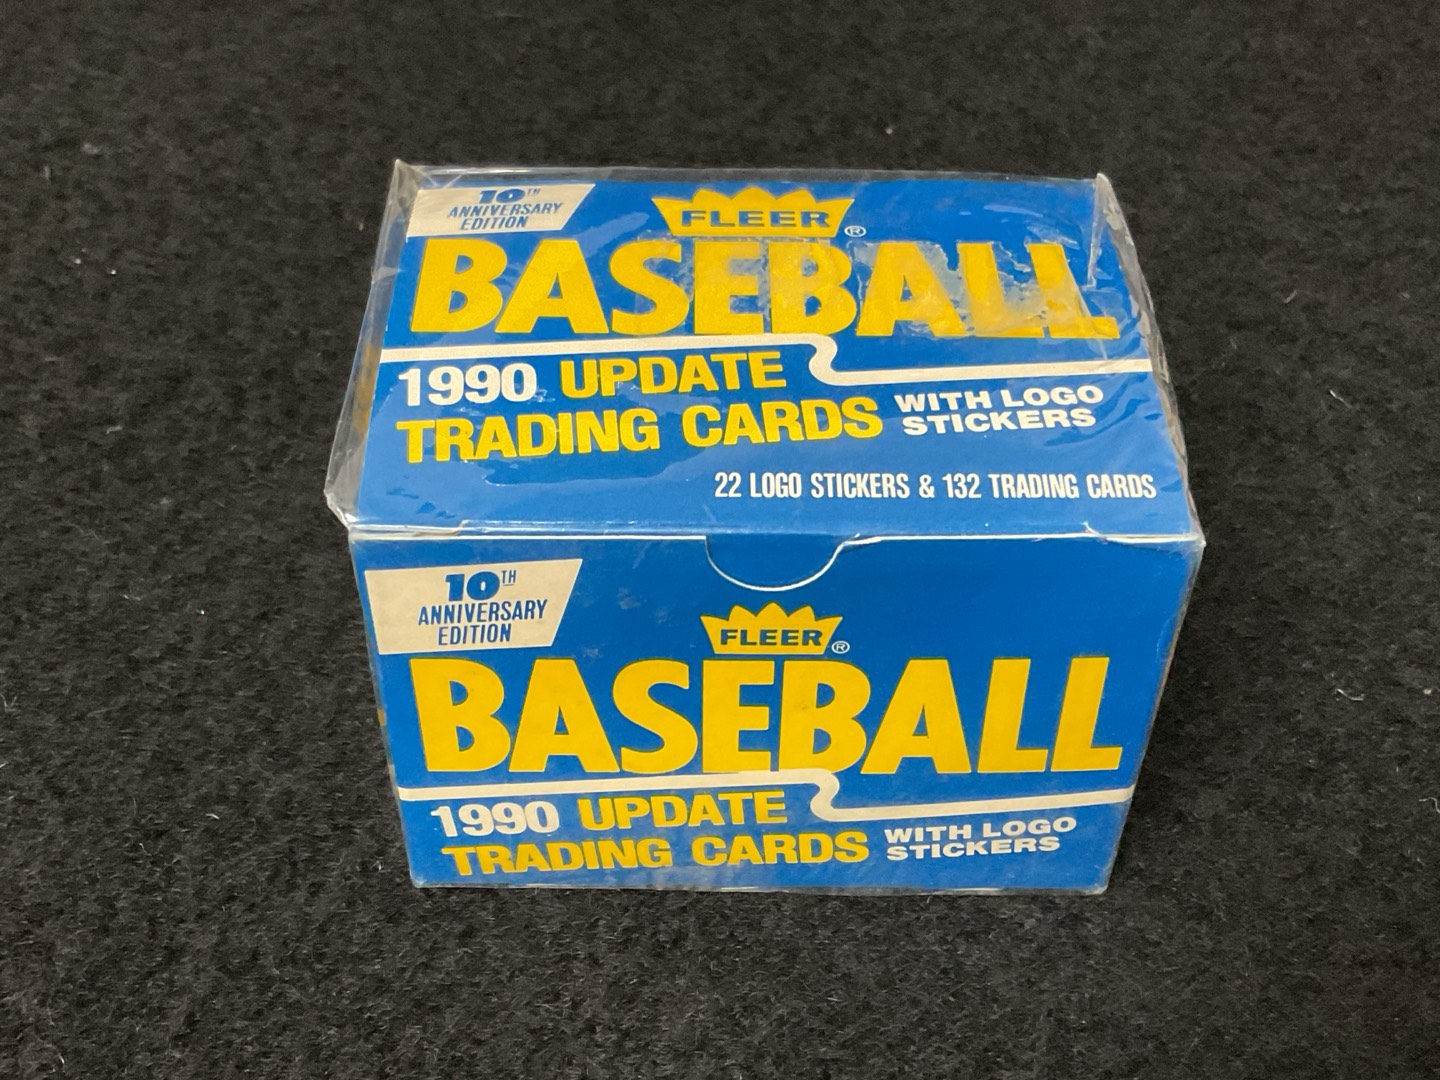 10TH
ANNIVERSARY
EDITION
FLEER®
BASEBALL
1990 UPDATE
TRADING CARDS
WITH LOGO
STICKERS
22 LOGO STICKERS & 132 TRADING CARDS
10TH
ANNIVERSARY
EDITION
FLEER®
BASEBALL
1990 UPDATE
TRADING CARDS
WITH LOGO
STICKERS